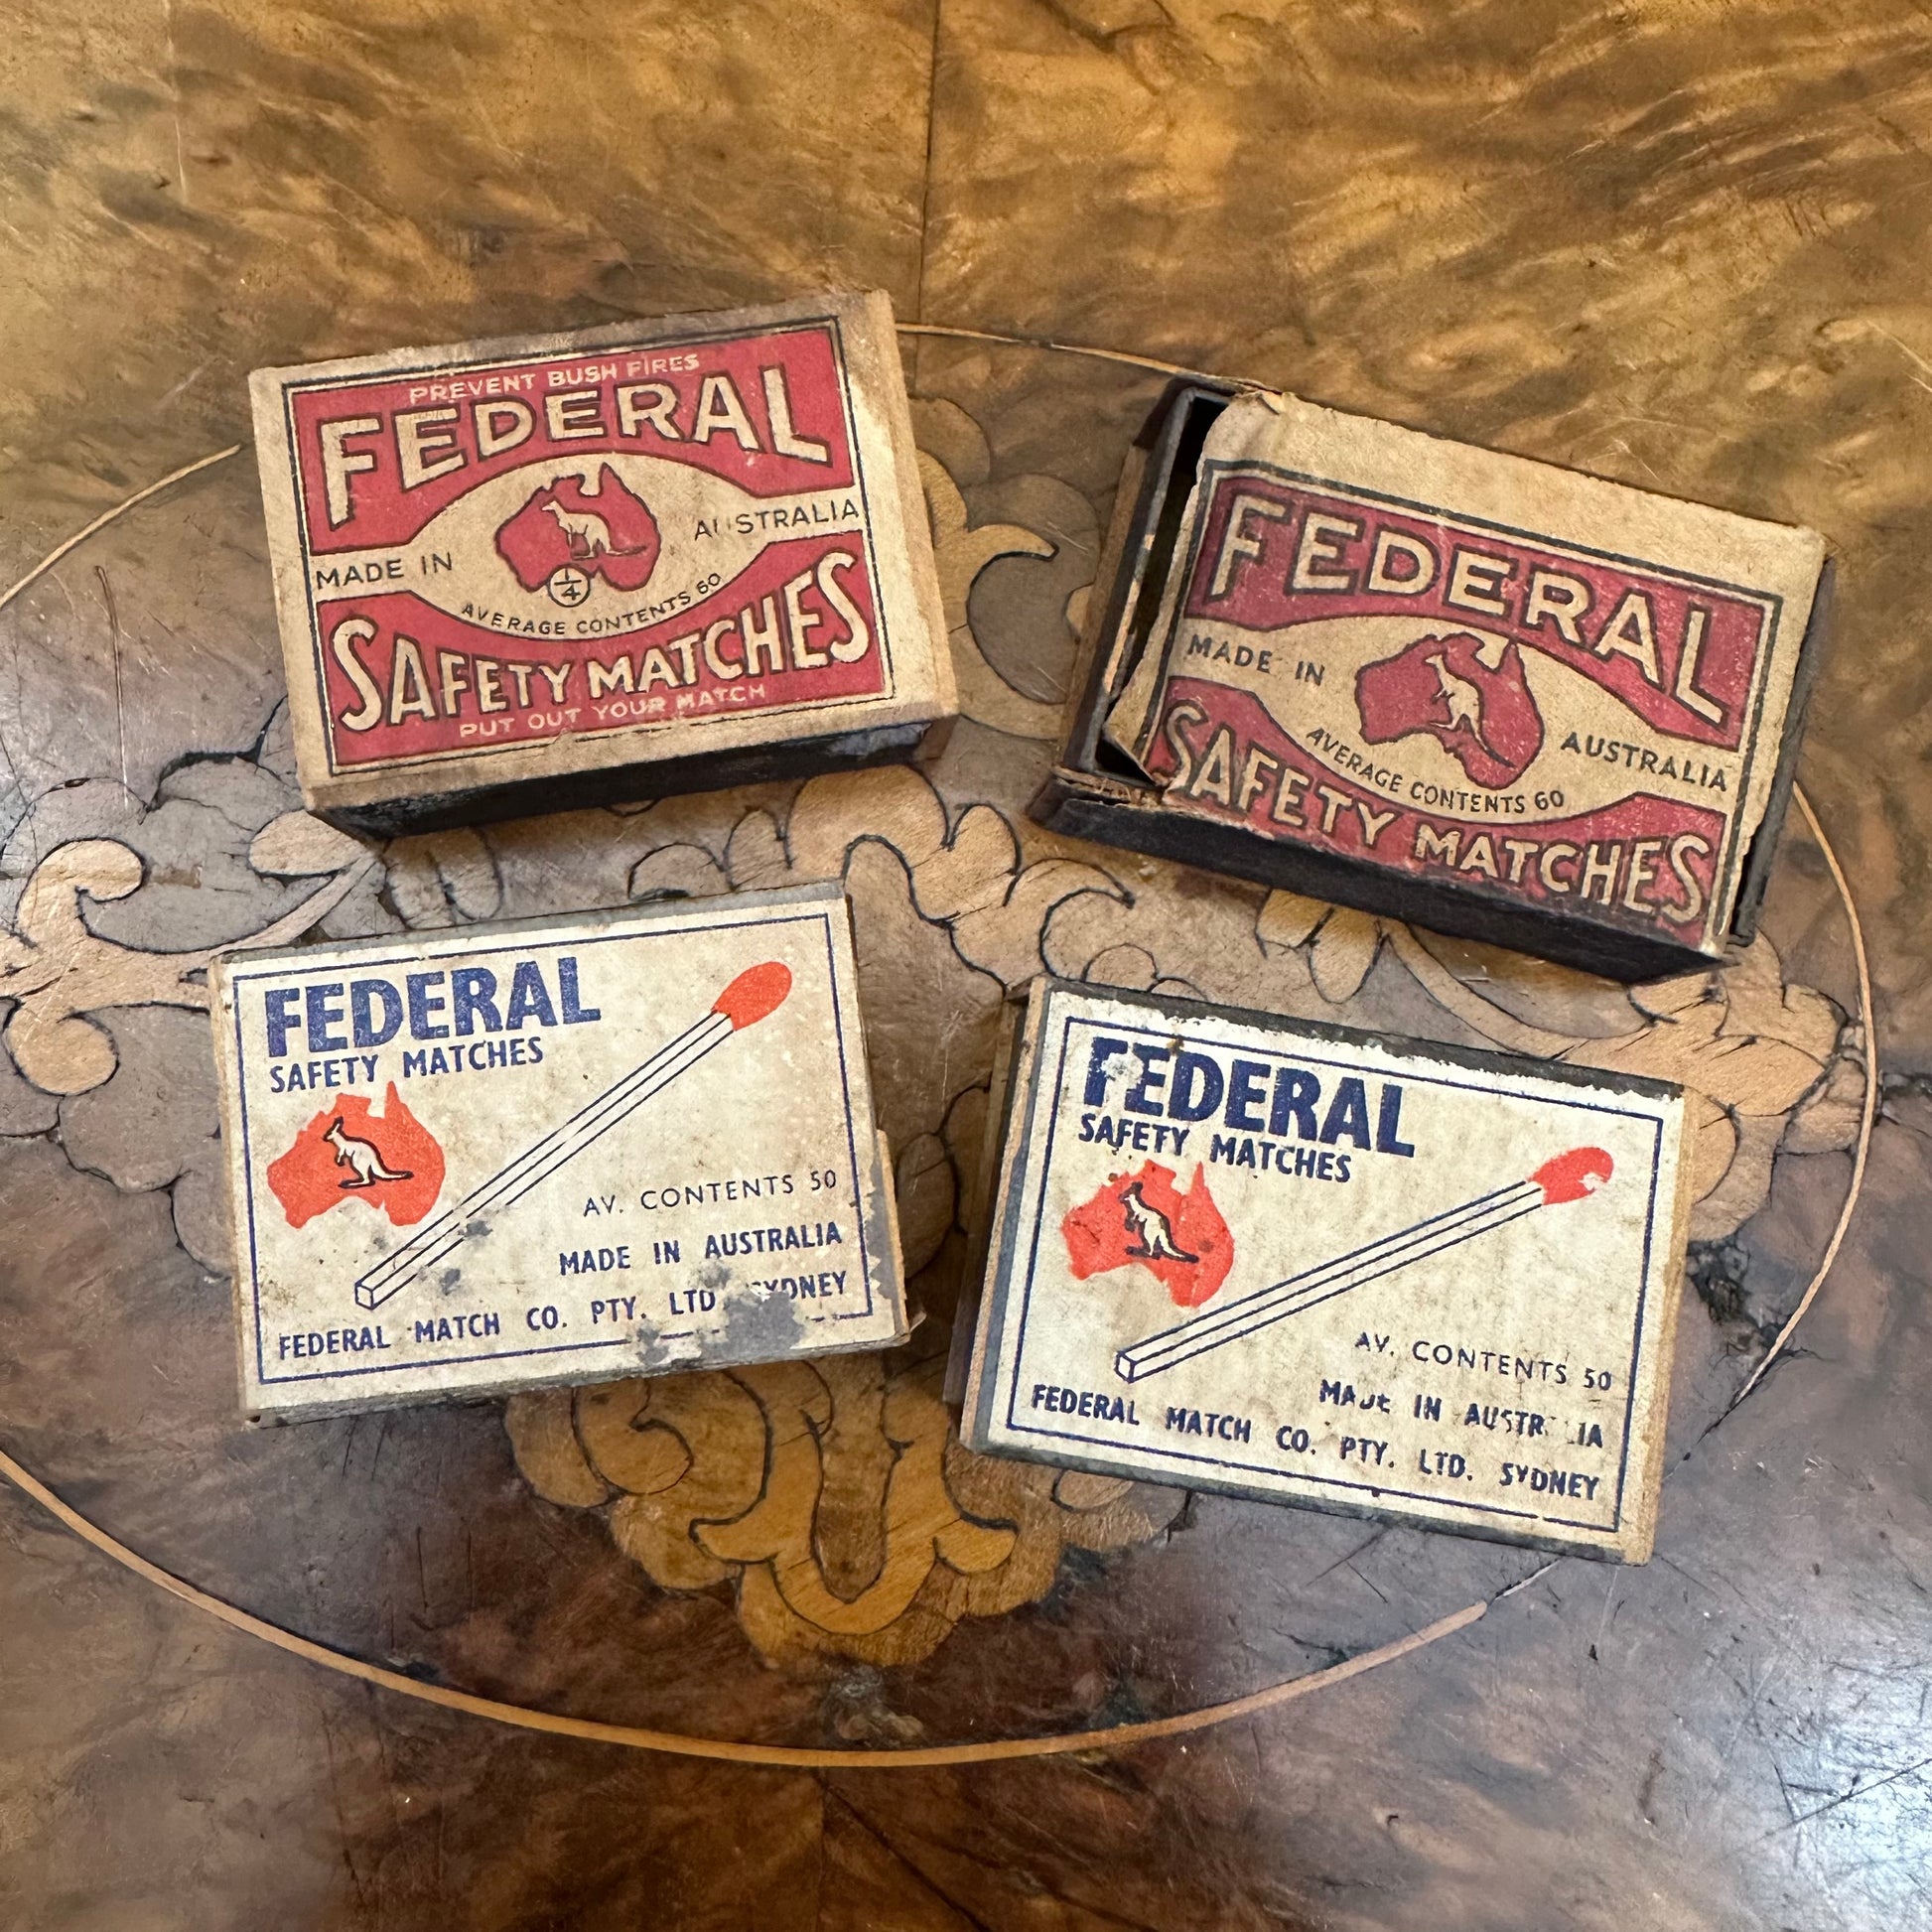 PREVENT BUSH FIRES
FEDERAL
MADE IN AUSTRALIA
1/4
AVERAGE CONTENTS 60
SAFETY MATCHES
PUT OUT YOUR MATCH
FEDERAL
MADE IN
AUSTRALIA
AVERAGE CONTENTS 60
SAFETY MATCHES
FEDERAL
SAFETY MATCHES
AV. CONTENTS 50
MADE IN AUSTRALIA
FEDERAL MATCH CO. PTY. LTD SYDNEY
FEDERAL
SAFETY MATCHES
AV. CONTENTS 50
MADE IN AUSTRALIA
FEDERAL MATCH CO. PTY. LTD. SYDNEY